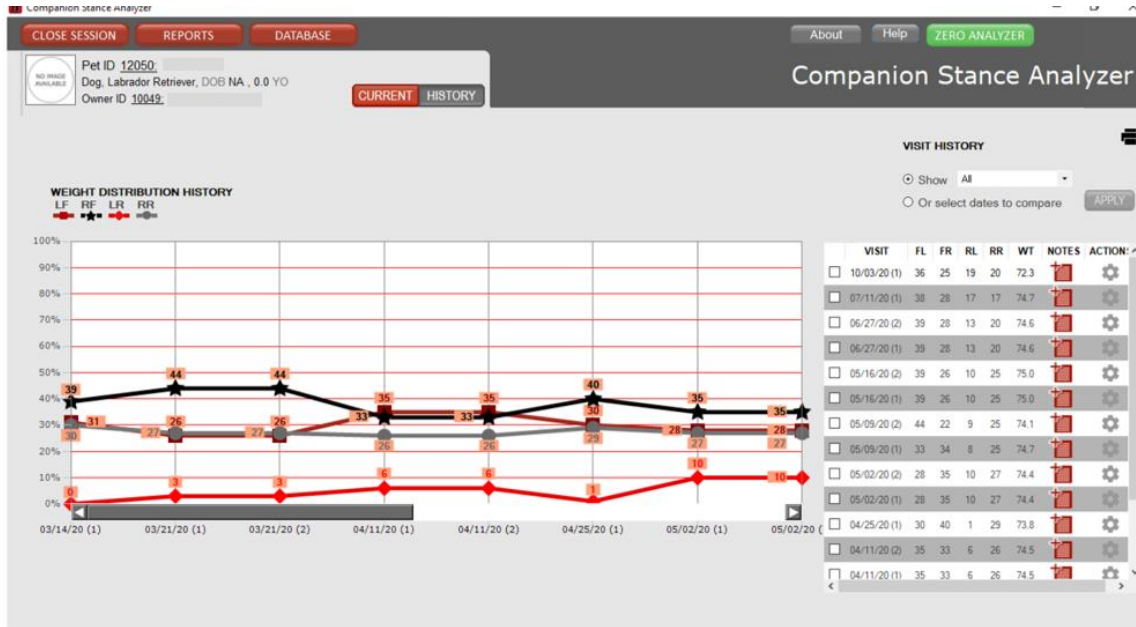 Companion Stance Analyzer
CLOSE SESSION REPORTS DATABASE About Help ZERO ANALYZER
NO IMAGE AVAILABLE
Pet ID 12050:
Dog, Labrador Retriever, DOB NA , 0.0 YO
Owner ID 10049:
CURRENT HISTORY
Companion Stance Analyzer
VISIT HISTORY
Show All
Or select dates to compare APPLY
WEIGHT DISTRIBUTION HISTORY
LF RF LR RR
100%
90%
80%
70%
60%
50%
40%
30%
20%
10%
0%
39 44 44 33 33 40 35 35
31 26 26 35 35 30 28 28
30 27 27 26 26 29 27 27
0 3 3 6 6 1 10 10
03/14/20 (1) 03/21/20 (1) 03/21/20 (2) 04/11/20 (1) 04/11/20 (2) 04/25/20 (1) 05/02/20 (1) 05/02/20 (
VISIT FL FR RL RR WT NOTES ACTION:
10/03/20 (1) 36 25 19 20 72.3
07/11/20 (1) 38 28 17 17 74.7
06/27/20 (2) 39 28 13 20 74.6
06/27/20 (1) 39 28 13 20 74.6
05/16/20 (2) 39 26 10 25 75.0
05/16/20 (1) 39 26 10 25 75.0
05/09/20 (2) 44 22 9 25 74.1
05/09/20 (1) 33 34 8 25 74.7
05/02/20 (2) 28 35 10 27 74.4
05/02/20 (1) 28 35 10 27 74.4
04/25/20 (1) 30 40 1 29 73.8
04/11/20 (2) 35 33 6 26 74.5
04/11/20 (1) 35 33 6 26 74.5